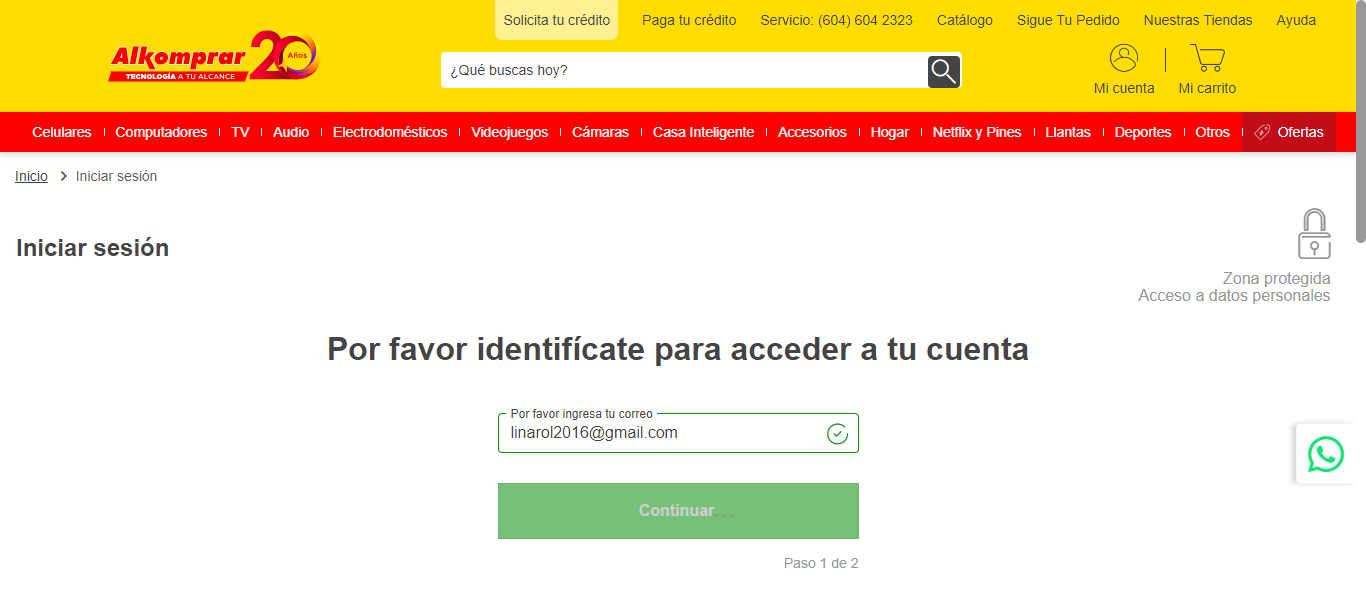 Solicita tu crédito Paga tu crédito Servicio: (604) 604 2323 Catálogo Sigue Tu Pedido Nuestras Tiendas Ayuda
Alkomprar 20 Años
TECNOLOGÍA A TU ALCANCE
¿Qué buscas hoy?
Mi cuenta Mi carrito
Celulares Computadores TV Audio Electrodomésticos Videojuegos Cámaras Casa Inteligente Accesorios Hogar Netflix y Pines Llantas Deportes Otros Ofertas
Inicio Iniciar sesión
Iniciar sesión
Zona protegida
Acceso a datos personales
Por favor identifícate para acceder a tu cuenta
Por favor ingresa tu correo
linarol2016@gmail.com
Continuar...
Paso 1 de 2